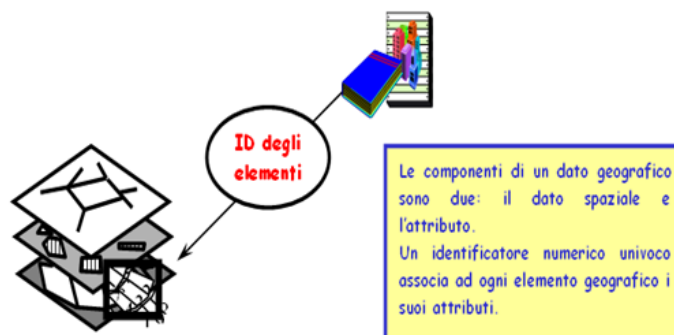 ID degli
elementi
Le componenti di un dato geografico
sono due: il dato spaziale e
l'attributo.
Un identificatore numerico univoco
associa ad ogni elemento geografico i
suoi attributi.